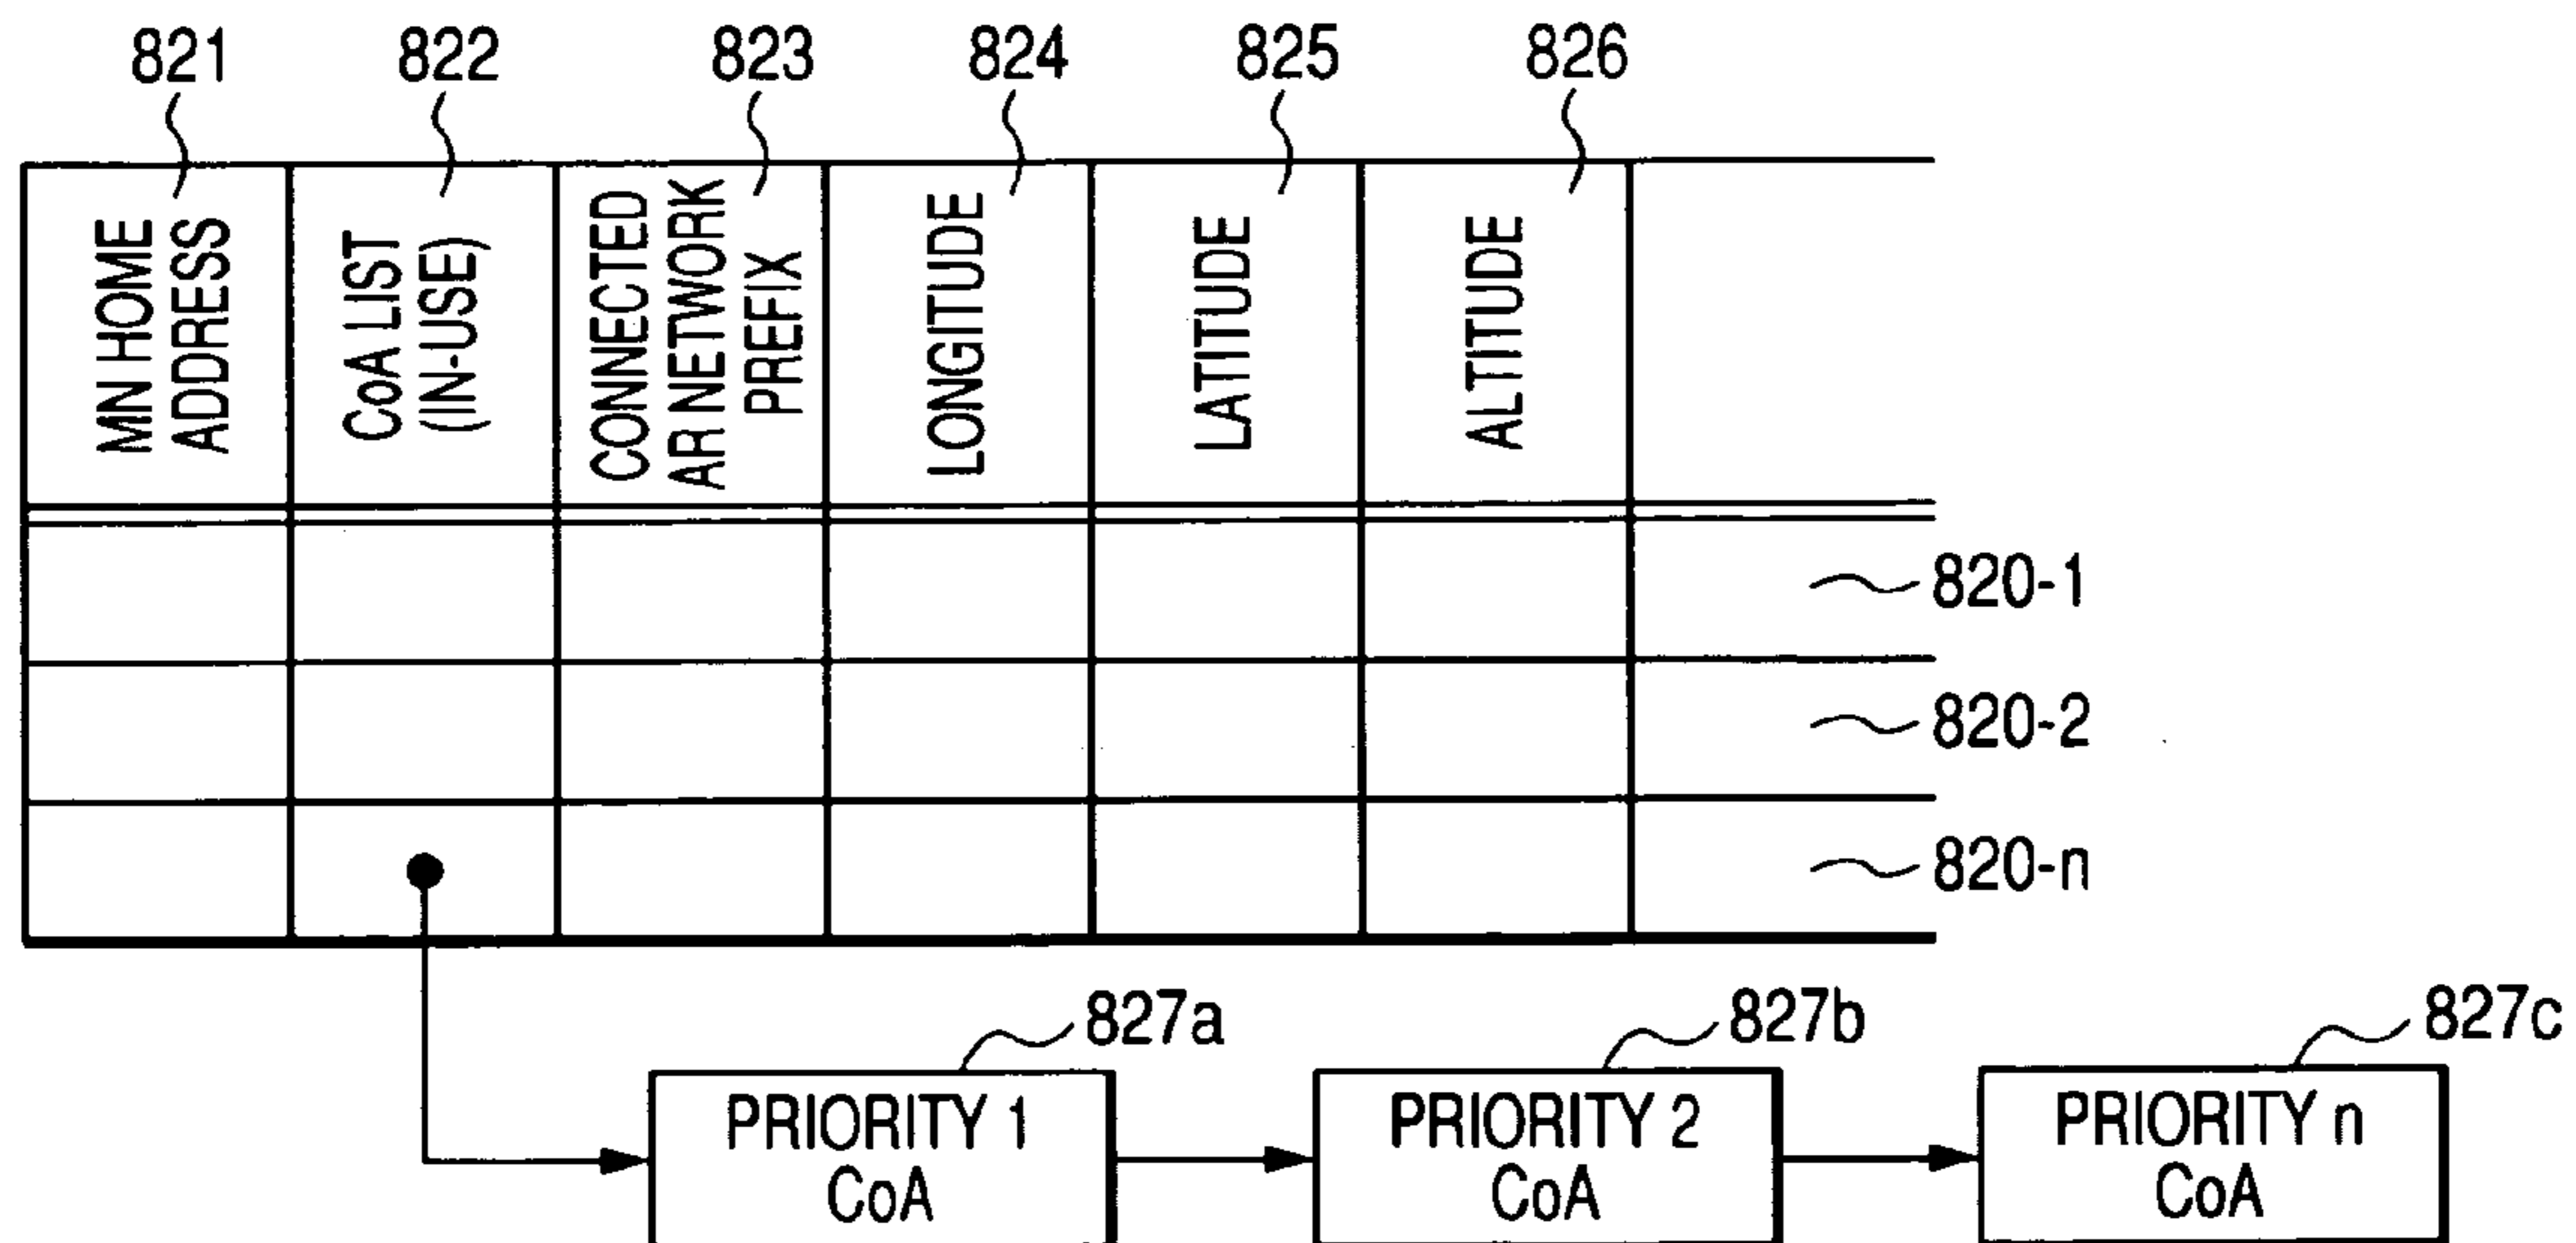 821 822 823 824 825 826
MN HOME
ADDRESS
CoA LIST
(IN-USE)
CONNECTED
AR NETWORK
PREFIX
LONGITUDE
LATITUDE
ALTITUDE
820-1
820-2
820-n
827a
827b
827c
PRIORITY 1
CoA
PRIORITY 2
CoA
PRIORITY n
CoA